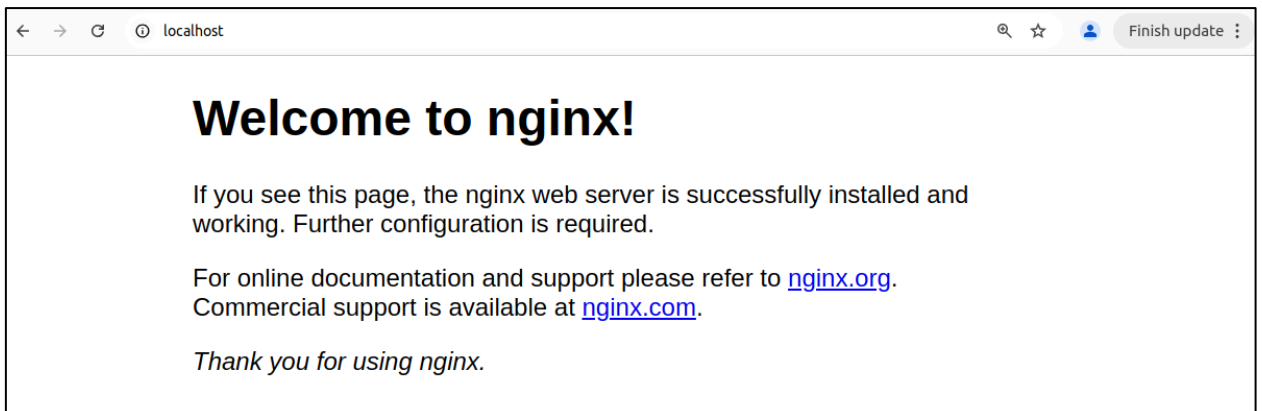 localhost
Finish update
Welcome to nginx!
If you see this page, the nginx web server is successfully installed and
working. Further configuration is required.
For online documentation and support please refer to nginx.org.
Commercial support is available at nginx.com.
Thank you for using nginx.